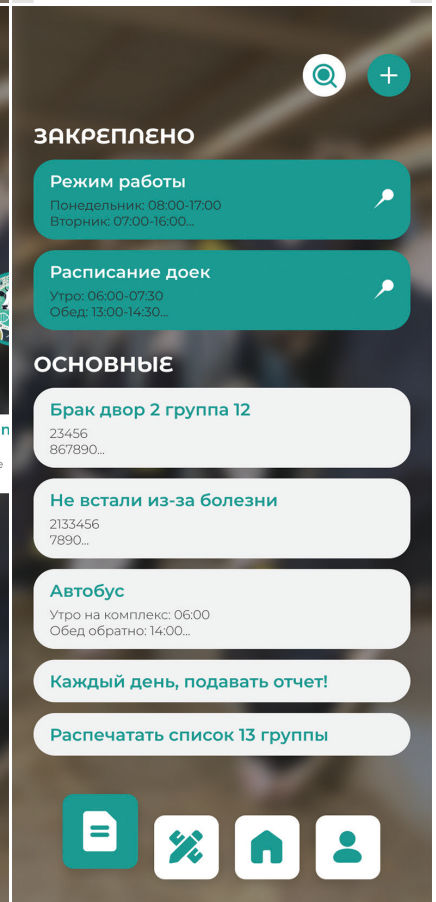 ЗАКРЕПЛЕНО
Режим работы
Понедельник: 08:00-17:00
Вторник: 07:00-16:00...
Расписание доек
Утро: 06:00-07:30
Обед: 13:00-14:30...
ОСНОВНЫЕ
Брак двор 2 группа 12
23456
867890...
Не встали из-за болезни
2133456
7890...
Автобус
Утро на комплекс: 06:00
Обед обратно: 14:00...
Каждый день, подавать отчет!
Распечатать список 13 группы